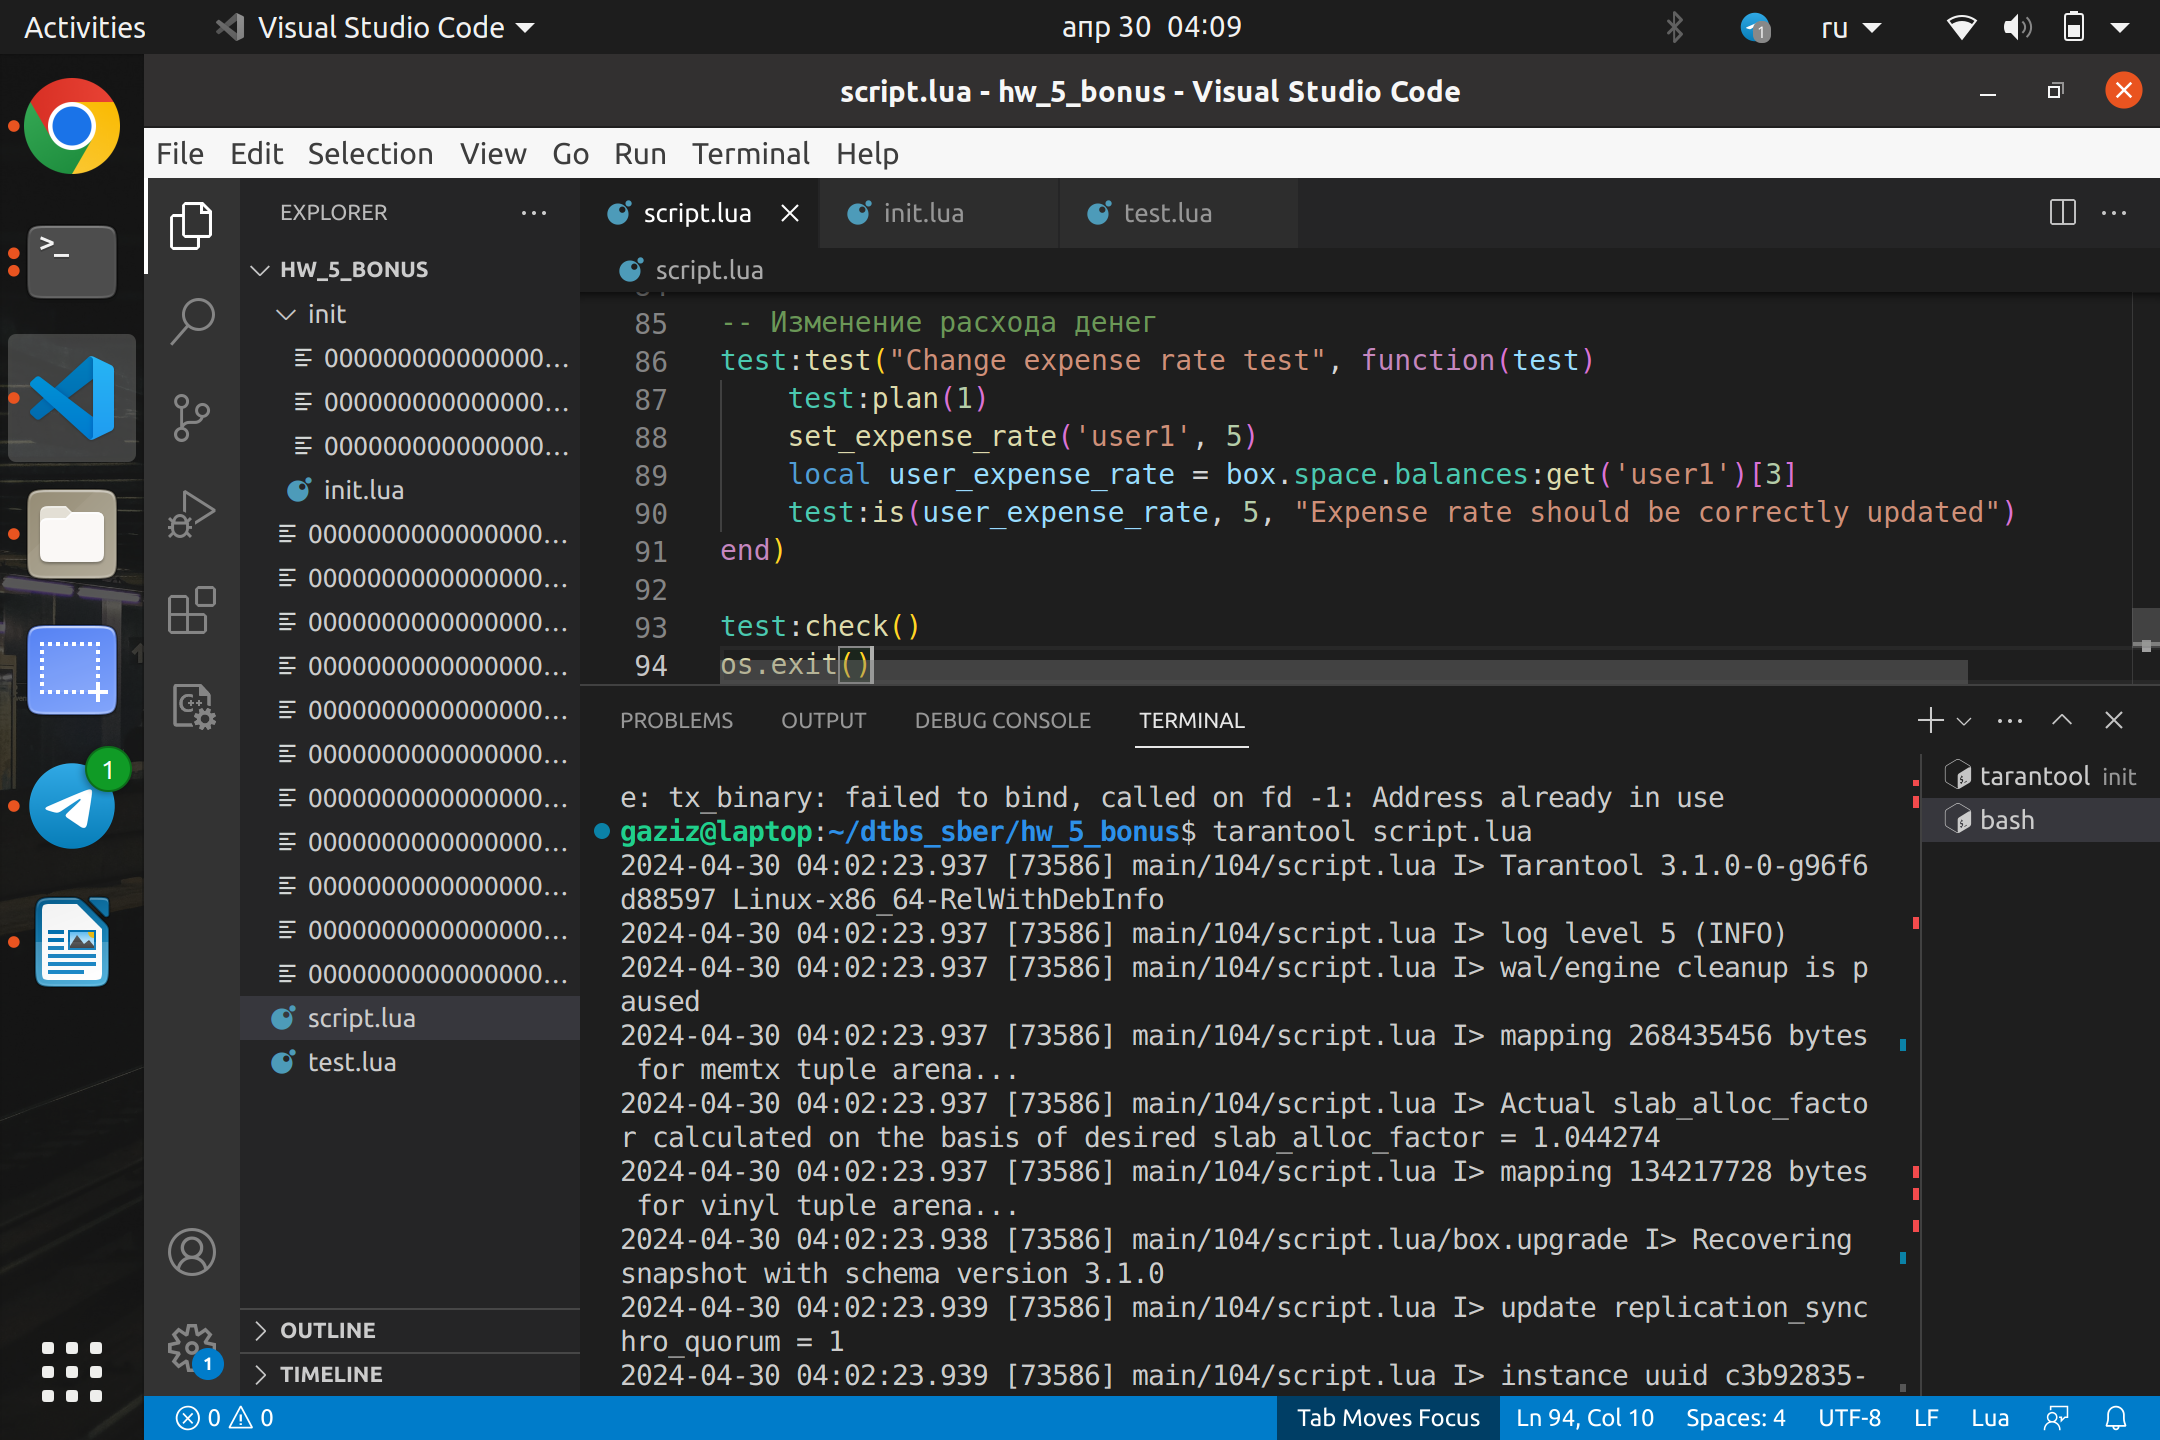 Activities
Visual Studio Code
апр 30 04:09
1
ru
script.lua - hw_5_bonus - Visual Studio Code
File Edit Selection View Go Run Terminal Help
EXPLORER
HW_5_BONUS
init
000000000000000...
000000000000000...
000000000000000...
init.lua
0000000000000000...
0000000000000000...
0000000000000000...
0000000000000000...
0000000000000000...
0000000000000000...
0000000000000000...
0000000000000000...
0000000000000000...
0000000000000000...
0000000000000000...
script.lua
test.lua
OUTLINE
TIMELINE
1
1
script.lua
init.lua
test.lua
script.lua
85 -- Изменение расхода денег
86 test:test("Change expense rate test", function(test)
87 test:plan(1)
88 set_expense_rate('user1', 5)
89 local user_expense_rate = box.space.balances:get('user1')[3]
90 test:is(user_expense_rate, 5, "Expense rate should be correctly updated")
91 end)
92
93 test:check()
94 os.exit()
PROBLEMS OUTPUT DEBUG CONSOLE TERMINAL
e: tx_binary: failed to bind, called on fd -1: Address already in use
gaziz@laptop:~/dtbs_sber/hw_5_bonus$ tarantool script.lua
2024-04-30 04:02:23.937 [73586] main/104/script.lua I> Tarantool 3.1.0-0-g96f6
d88597 Linux-x86_64-RelWithDebInfo
2024-04-30 04:02:23.937 [73586] main/104/script.lua I> log level 5 (INFO)
2024-04-30 04:02:23.937 [73586] main/104/script.lua I> wal/engine cleanup is p
aused
2024-04-30 04:02:23.937 [73586] main/104/script.lua I> mapping 268435456 bytes
for memtx tuple arena...
2024-04-30 04:02:23.937 [73586] main/104/script.lua I> Actual slab_alloc_facto
r calculated on the basis of desired slab_alloc_factor = 1.044274
2024-04-30 04:02:23.937 [73586] main/104/script.lua I> mapping 134217728 bytes
for vinyl tuple arena...
2024-04-30 04:02:23.938 [73586] main/104/script.lua/box.upgrade I> Recovering
snapshot with schema version 3.1.0
2024-04-30 04:02:23.939 [73586] main/104/script.lua I> update replication_sync
hro_quorum = 1
2024-04-30 04:02:23.939 [73586] main/104/script.lua I> instance uuid c3b92835-
tarantool init
bash
0 0
Tab Moves Focus
Ln 94, Col 10
Spaces: 4
UTF-8
LF
Lua